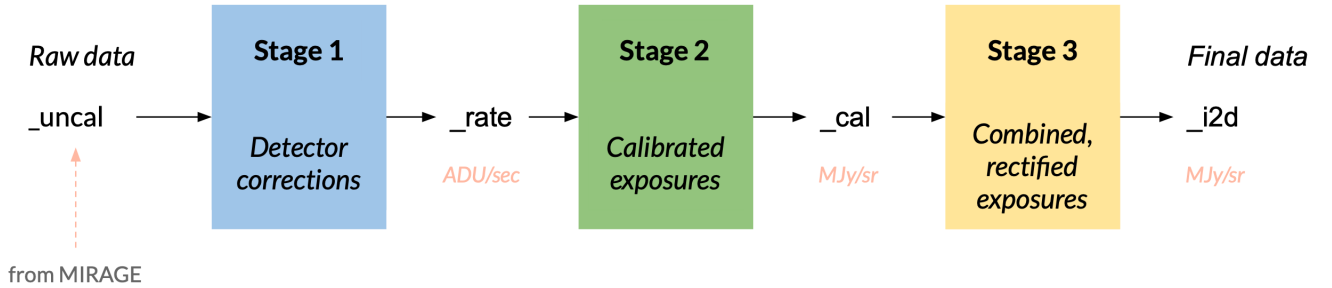 Raw data
_uncal
from MIRAGE
Stage 1
Detector
corrections
_rate
ADU/sec
Stage 2
Calibrated
exposures
_cal
MJy/sr
Stage 3
Combined,
rectified
exposures
Final data
_i2d
MJy/sr